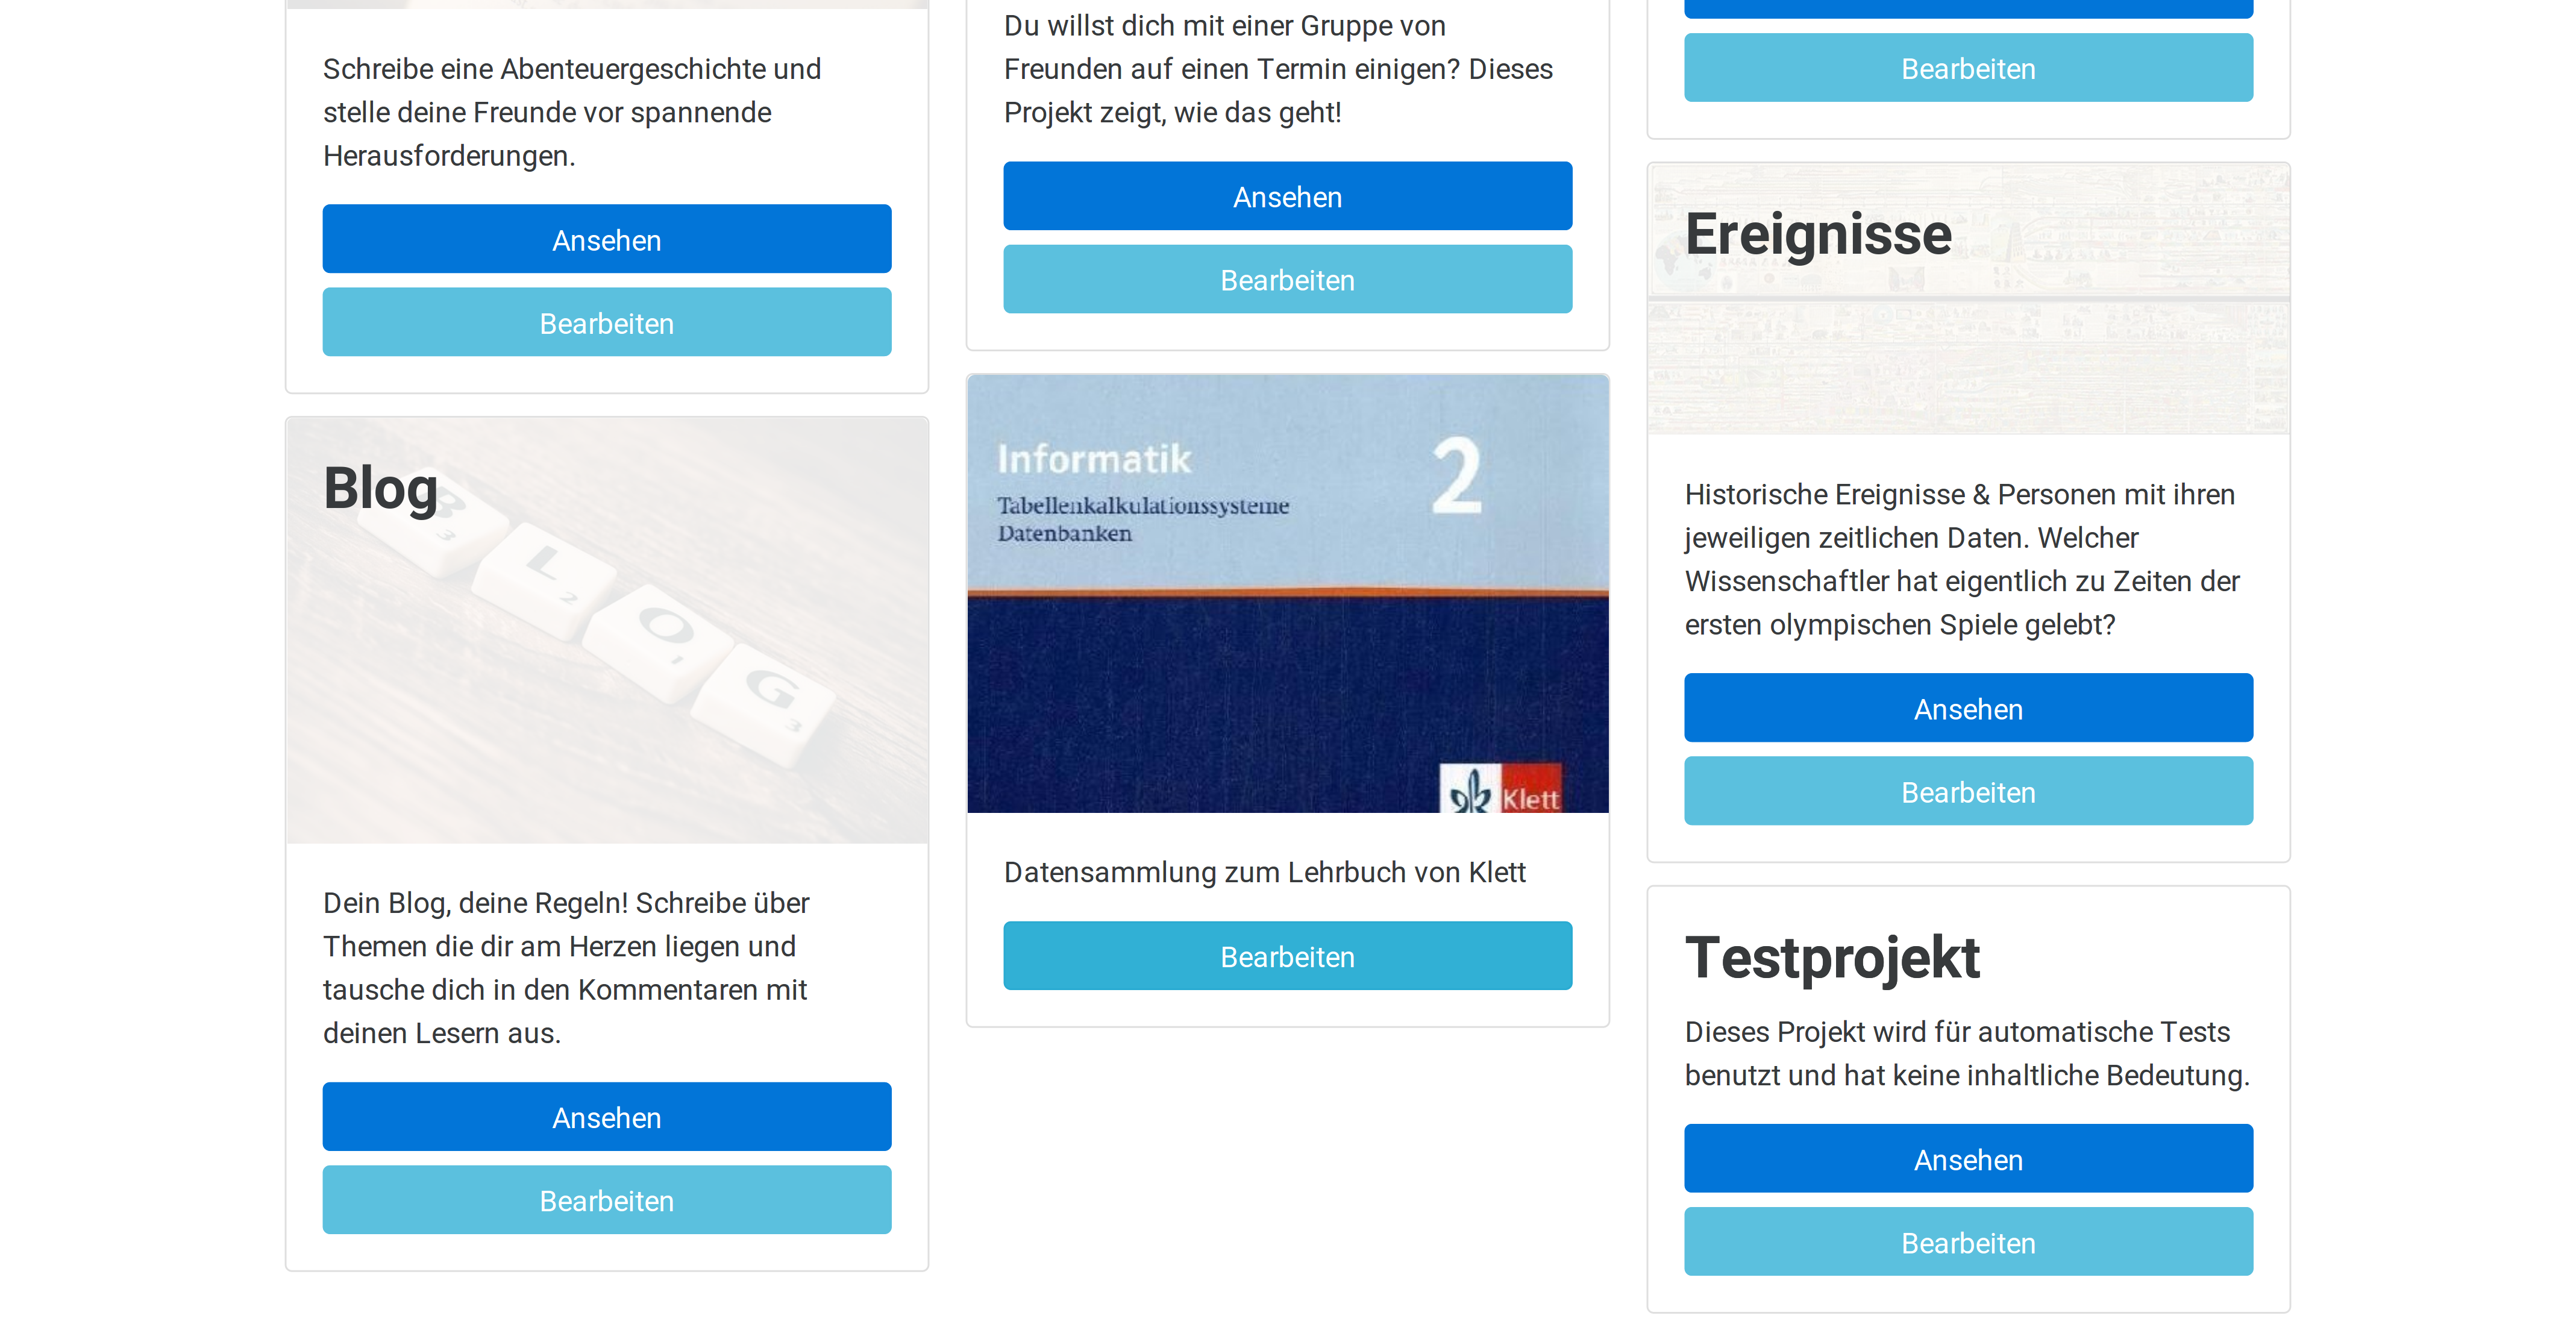 Schreibe eine Abenteuergeschichte und
stelle deine Freunde vor spannende
Herausforderungen.
Ansehen
Bearbeiten
Blog
B
3
L
2
O
1
G
3
Dein Blog, deine Regeln! Schreibe über
Themen die dir am Herzen liegen und
tausche dich in den Kommentaren mit
deinen Lesern aus.
Ansehen
Bearbeiten
Du willst dich mit einer Gruppe von
Freunden auf einen Termin einigen? Dieses
Projekt zeigt, wie das geht!
Ansehen
Bearbeiten
Informatik 2
Tabellenkalkulationssysteme
Datenbanken
Klett
Datensammlung zum Lehrbuch von Klett
Bearbeiten
Bearbeiten
Ereignisse
Historische Ereignisse & Personen mit ihren
jeweiligen zeitlichen Daten. Welcher
Wissenschaftler hat eigentlich zu Zeiten der
ersten olympischen Spiele gelebt?
Ansehen
Bearbeiten
Testprojekt
Dieses Projekt wird für automatische Tests
benutzt und hat keine inhaltliche Bedeutung.
Ansehen
Bearbeiten